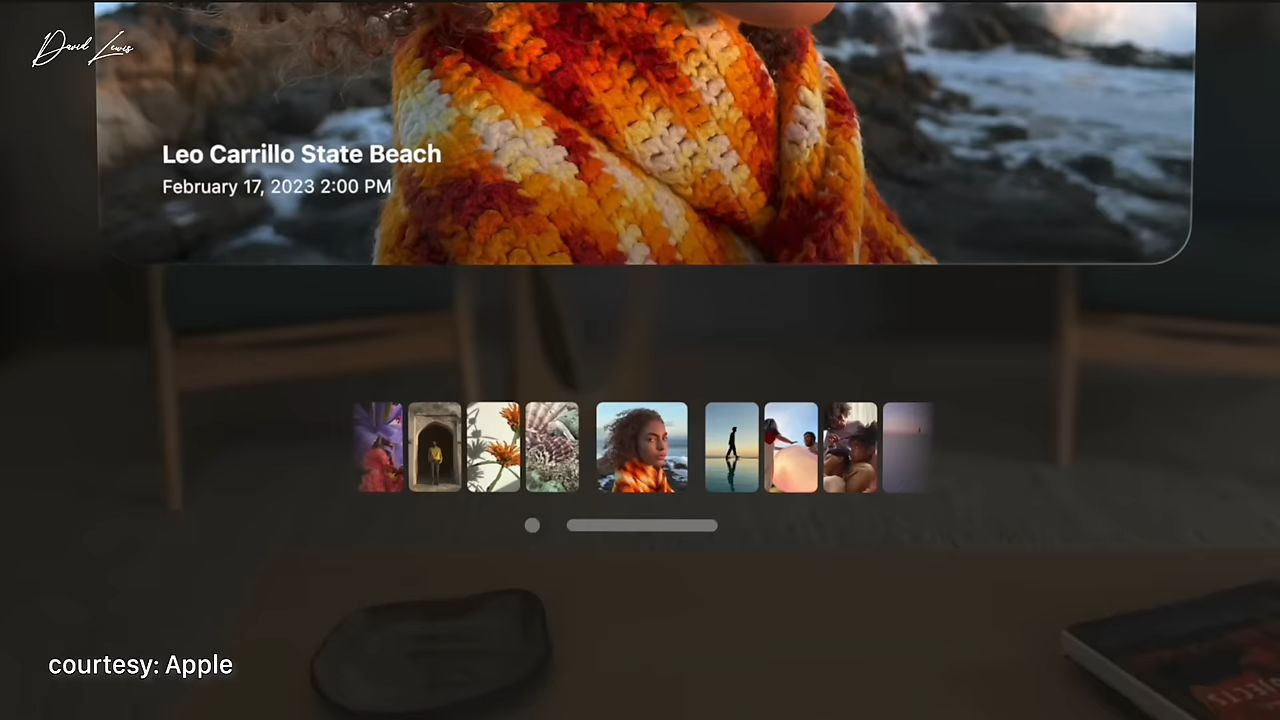 David Lewis
Leo Carrillo State Beach
February 17, 2023 2:00 PM
courtesy: Apple